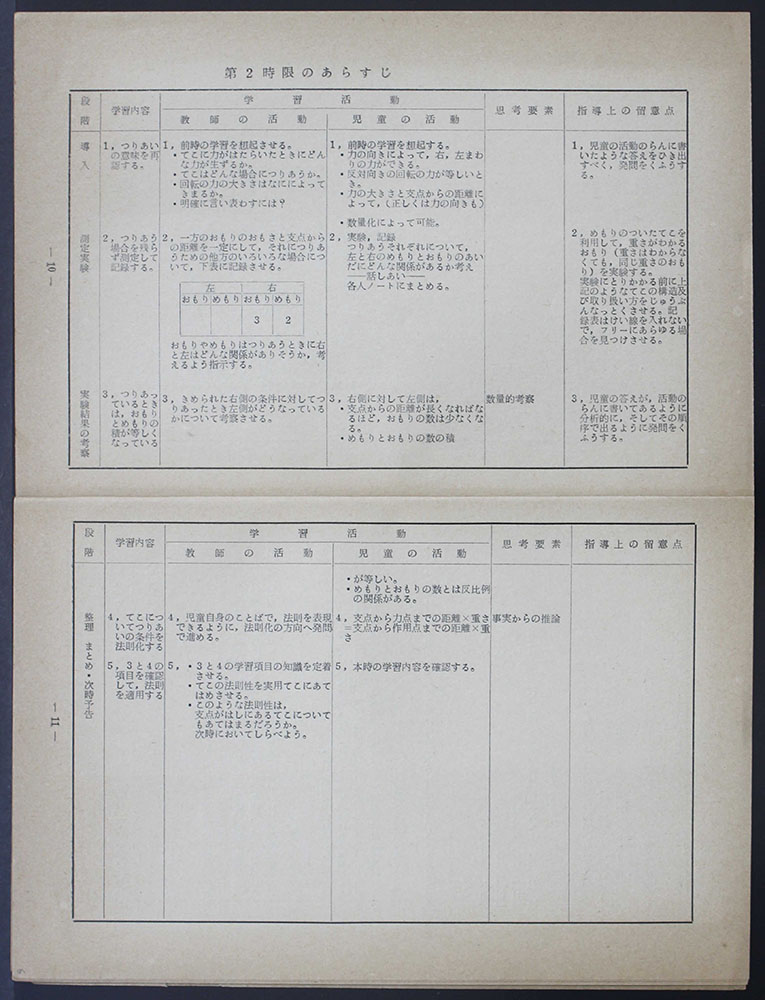 第2時限のあらすじ
段階
学習内容
学習活動
教師の活動
児童の活動
思考要素
指導上の留意点
導入
1，つりあい
の意味を再
認する。
1，前時の学習を想起させる。
・てこに力がはたらいたときにどん
な力が生ずるか。
・てこはどんな場合につりあうか。
・回転の力の大きさはなにによって
きまるか。
・明確に言い表わすには？
1，前時の学習を想起する。
・力の向きによって，右，左まわ
りの力ができる。
・反対向きの回転の力が等しいと
き。
・力の大きさと支点からの距離に
よって，（正しくは力の向きも）
・数量化によって可能。
1，児童の活動のらんに書
いたような答えをひき出
すべく，発問をくふうす
る。
測定実験
2，つりあう
場合を残ら
ず測定して
記録する。
2，一方のおもりのおもさと支点から
の距離を一定にして，それにつりあ
うための他方のいろいろな場合につ
いて，下表に記録させる。
左 右
おもり めもり おもり めもり
3 2
おもりやめもりはつりあうときに右
と左はどんな関係がありそうか，考
えるよう指示する。
2，実験，記録
つりあうそれぞれについて，
左と右のめもりとおもりのあい
だにどんな関係があるか考え
――話しあい――
各人ノートにまとめる。
2，めもりのついたてこを
利用して，重さがわかる
おもり（重さはわからな
くても，同じ重さのおも
り）を実験する。
実験にとりかかる前に上
記のようなてこの構造及
び取り扱い方をじゅうぶ
んなっとくさせる。記
録表はけい線を入れない
で，フリーにあらゆる場
合を見つけさせる。
実験結果の考察
3，つりあっ
ているとき
は，おもり
とめもりの
積が等しく
なっている
3，きめられた右側の条件に対してつ
りあったとき左側がどうなっている
かについて考察させる。
3，右側に対して左側は，
・支点からの距離が長くなればな
るほど，おもりの数は少なくな
る。
・めもりとおもりの数の積
数量的考察
3，児童の答えが，活動の
らんに書いてあるように
分析的に，そしてその順
序で出るように発問をく
ふうする。
― 10 ―
段階
学習内容
学習活動
教師の活動
児童の活動
思考要素
指導上の留意点
・が等しい。
・めもりとおもりの数とは反比例
の関係がある。
整理 まとめ・次時予告
4，てこにつ
いてつりあ
いの条件を
法則化する
4，児童自身のことばで，法則を表現
できるように，法則化の方向へ発問
で進める。
4，支点から力点までの距離×重さ
＝支点から作用点までの距離×重
さ
事実からの推論
5，3と4の
項目を確認
して，法則
を適用する
5，・3と4の学習項目の知識を定着
させる。
・てこの法則性を実用てこにあて
はめさせる。
・このような法則性は，
支点がはしにあるてこについて
もあてはまるだろうか。
次時においてしらべよう。
5，本時の学習内容を確認する。
― 11 ―